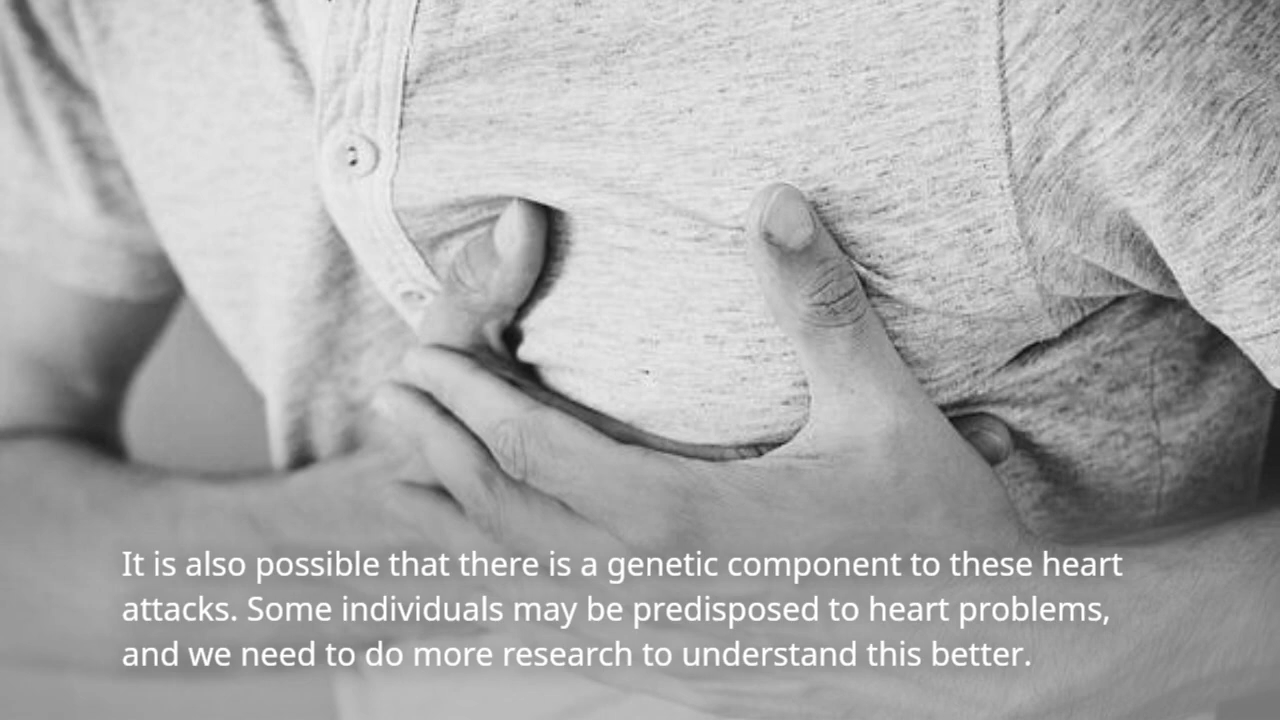 It is also possible that there is a genetic component to these heart
attacks. Some individuals may be predisposed to heart problems,
and we need to do more research to understand this better.